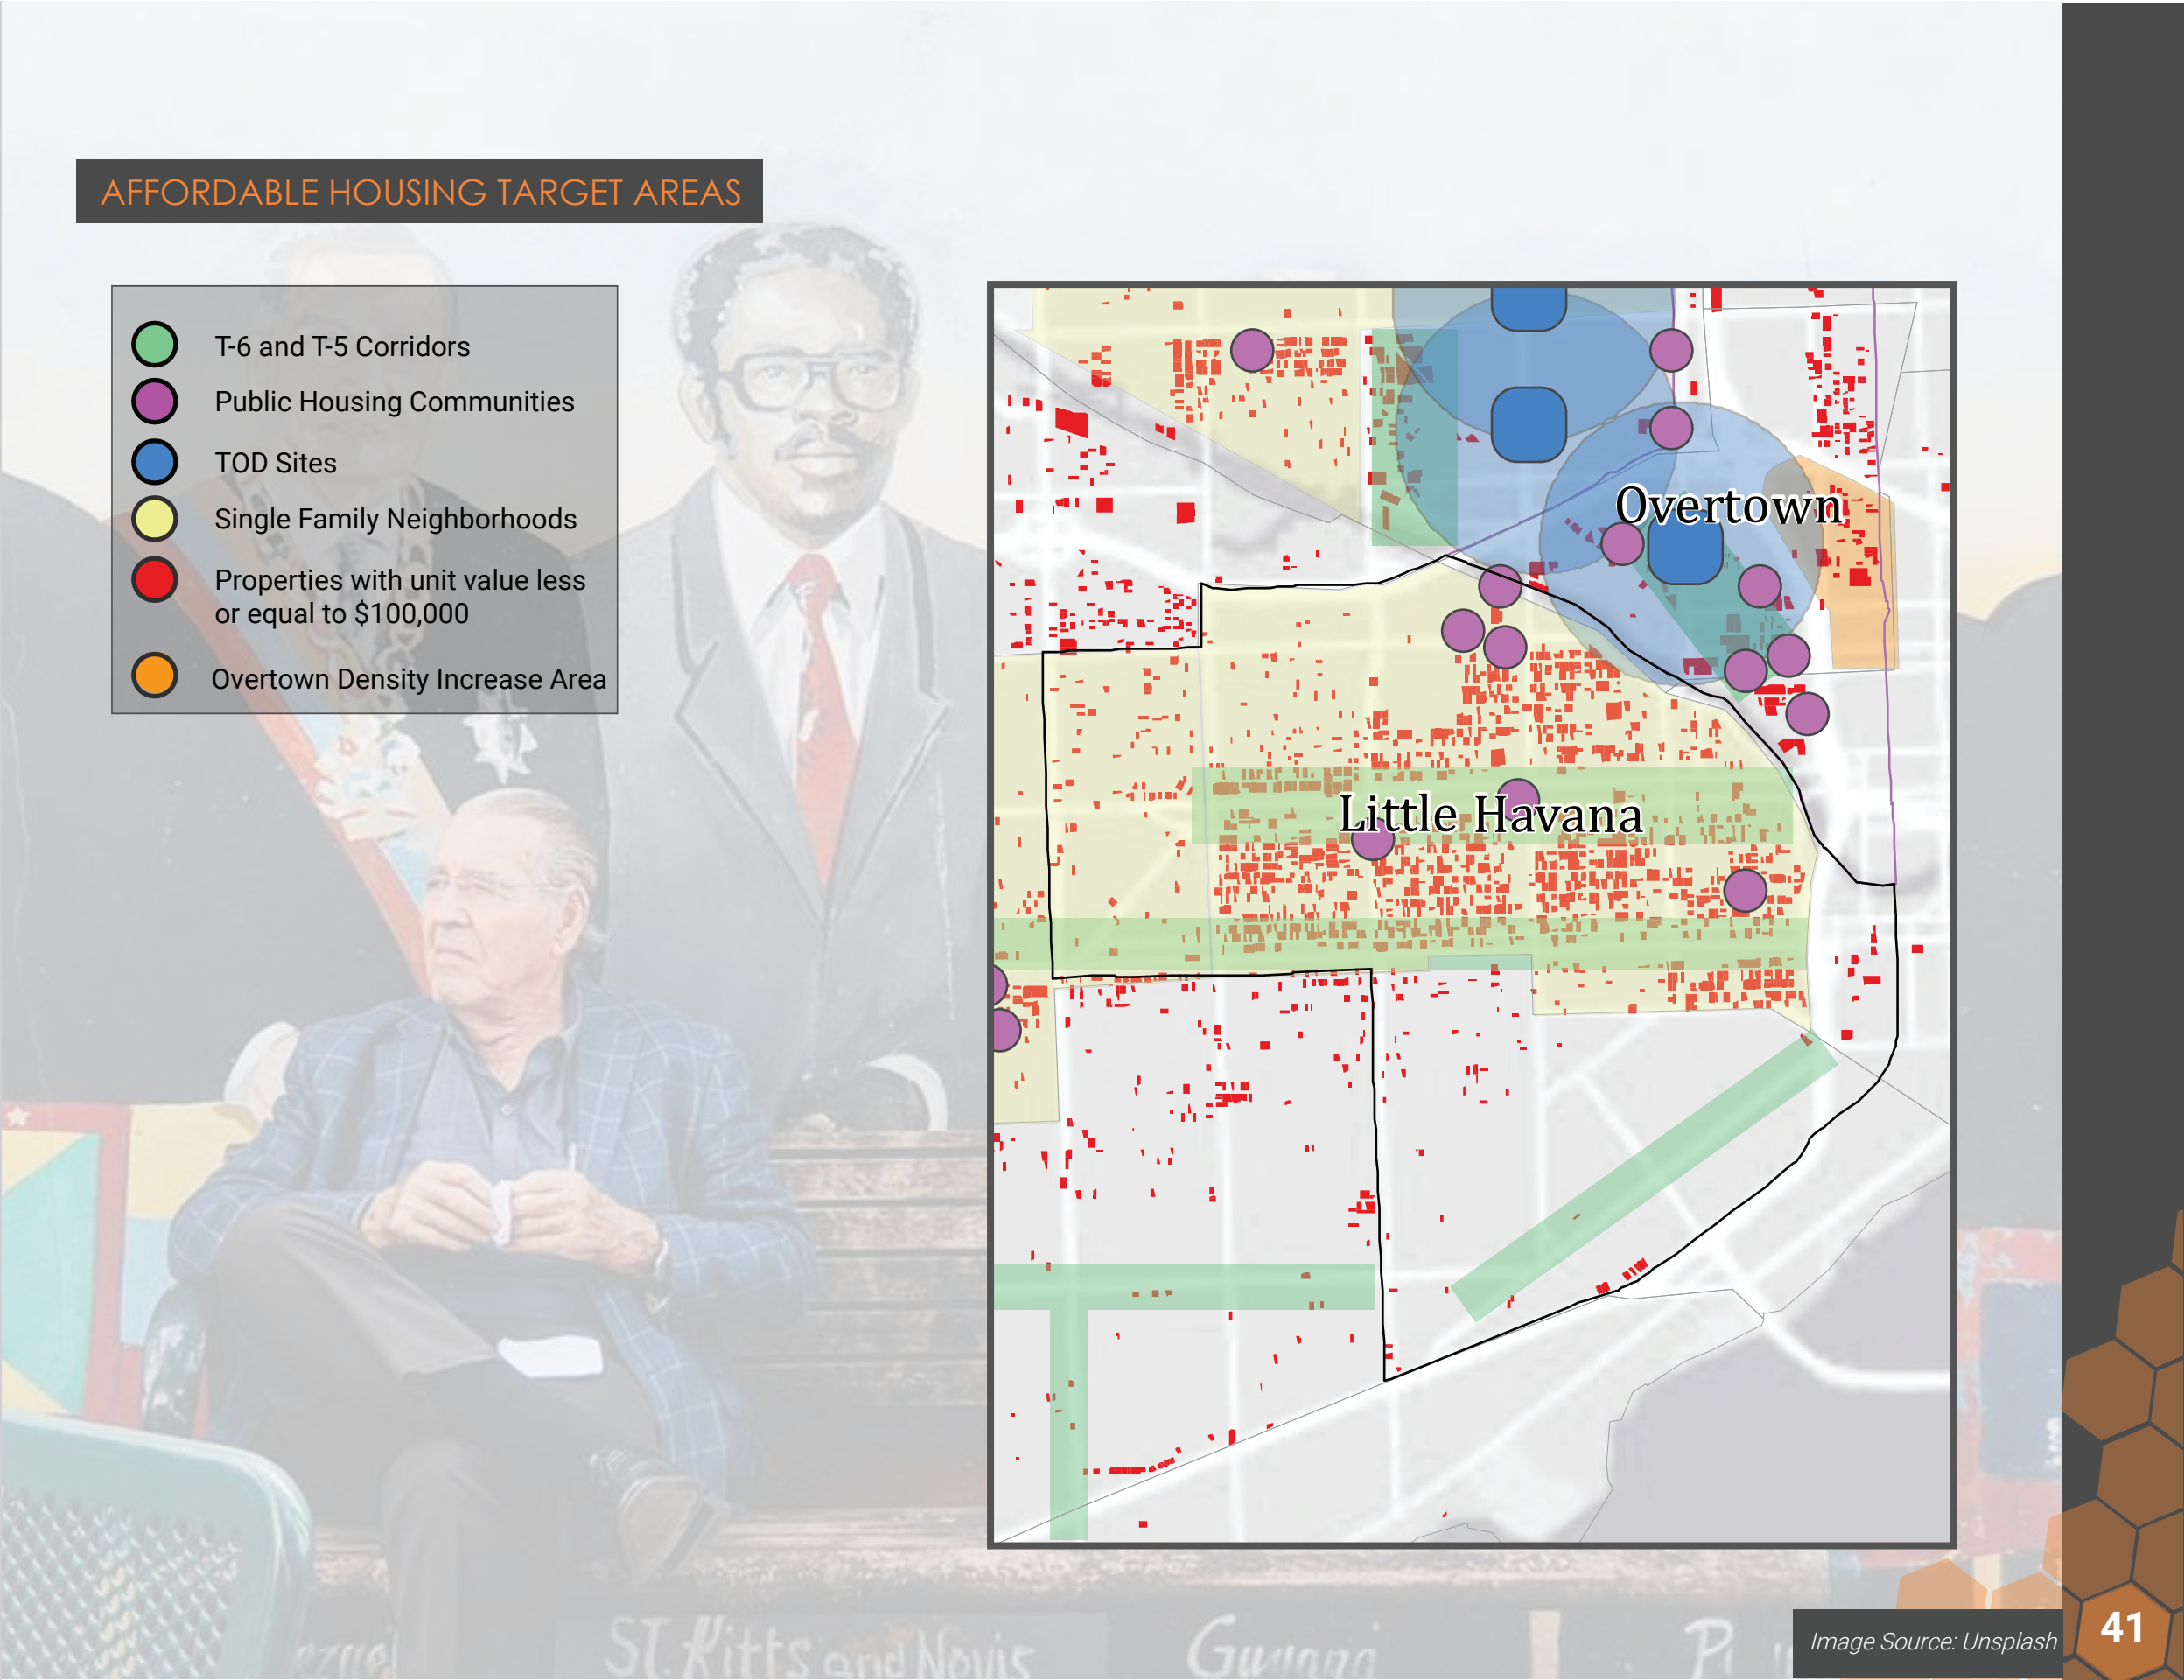 AFFORDABLE HOUSING TARGET AREAS
T-6 and T-5 Corridors
Public Housing Communities
TOD Sites
Single Family Neighborhoods
Properties with unit value less
or equal to $100,000
Overtown Density Increase Area
Overtown
Little Havana
St. Kitts and Nevis
Guyana
Image Source: Unsplash
41